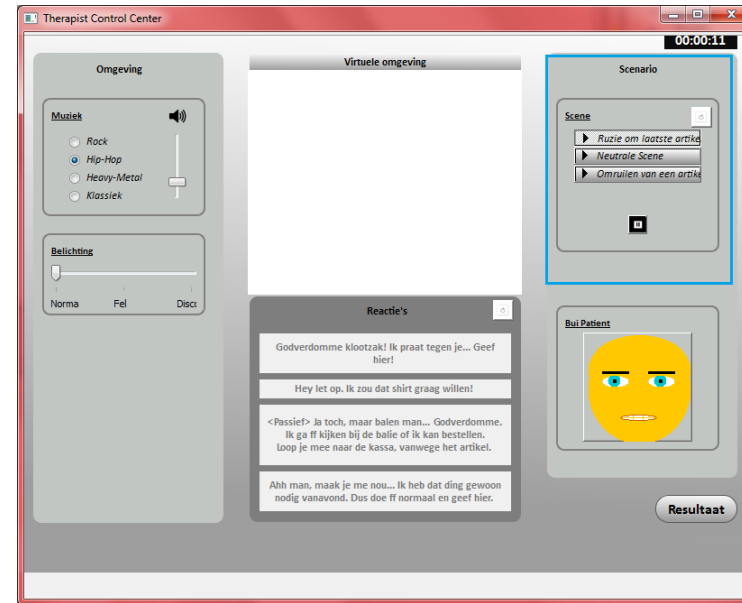 Therapist Control Center
00:00:11
Omgeving
Muziek
Rock
Hip-Hop
Heavy-Metal
Klassiek
Belichting
Norma
Fel
Disco
Virtuele omgeving
Reactie's
Godverdomme klootzak! Ik praat tegen je... Geef
hier!
Hey let op. Ik zou dat shirt graag willen!
<Passief> Ja toch, maar balen man... Godverdomme.
Ik ga ff kijken bij de balie of ik kan bestellen.
Loop je mee naar de kassa, vanwege het artikel.
Ahh man, maak je me nou... Ik heb dat ding gewoon
nodig vanavond. Dus doe ff normaal en geef hier.
Scenario
Scene
Ruzie om laatste artike
Neutrale Scene
Omruilen van een artike
Bui Patient
Resultaat